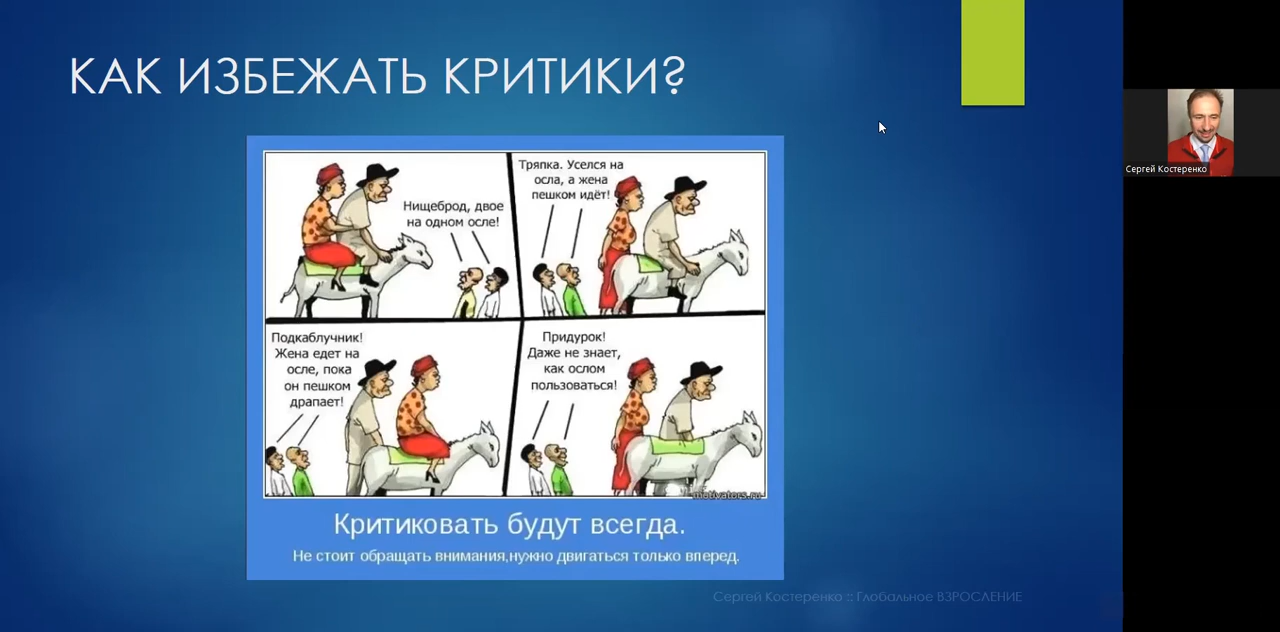 КАК ИЗБЕЖАТЬ КРИТИКИ?
Нищеброд, двое
на одном осле!
Тряпка. Уселся на
осла, а жена
пешком идёт!
Подкаблучник!
Жена едет на
осле, пока
он пешком
драпает!
Придурок!
Даже не знает,
как ослом
пользоваться!
motivators.ru
Критиковать будут всегда.
Не стоит обращать внимания,нужно двигаться только вперед.
Сергей Костеренко :: Глобальное ВЗРОСЛЕНИЕ
Сергей Костеренко